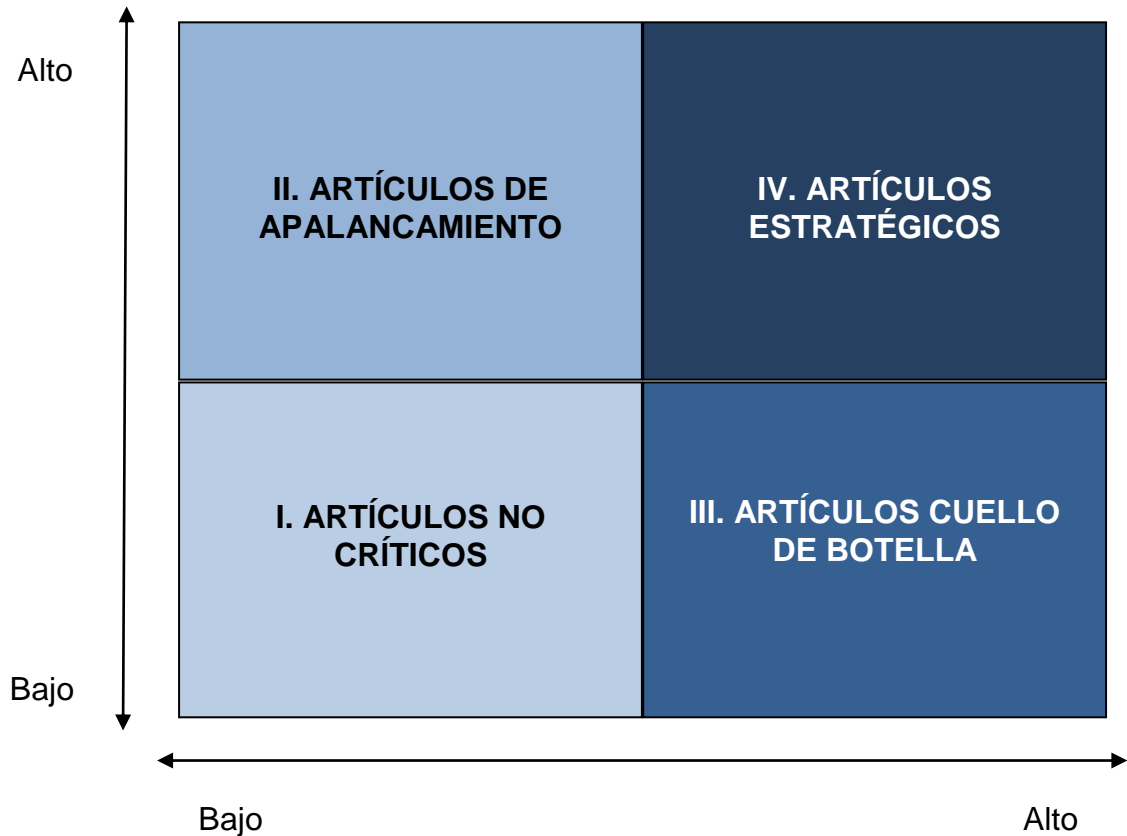 Alto
II. ARTÍCULOS DE
APALANCAMIENTO
IV. ARTÍCULOS
ESTRATÉGICOS
I. ARTÍCULOS NO
CRÍTICOS
III. ARTÍCULOS CUELLO
DE BOTELLA
Bajo
Bajo
Alto